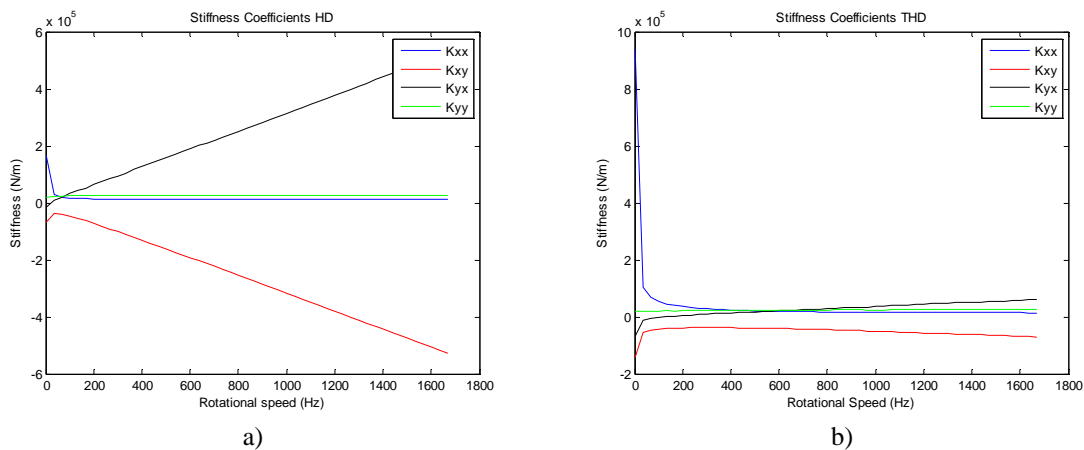 Stiffness Coefficients HD
x 10^5
6
4
2
0
-2
-4
-6
Stiffness (N/m)
0 200 400 600 800 1000 1200 1400 1600 1800
Rotational speed (Hz)
Kxx
Kxy
Kyx
Kyy
a)
Stiffness Coefficients THD
x 10^5
10
8
6
4
2
0
-2
Stiffness (N/m)
0 200 400 600 800 1000 1200 1400 1600 1800
Rotational Speed (Hz)
Kxx
Kxy
Kyx
Kyy
b)